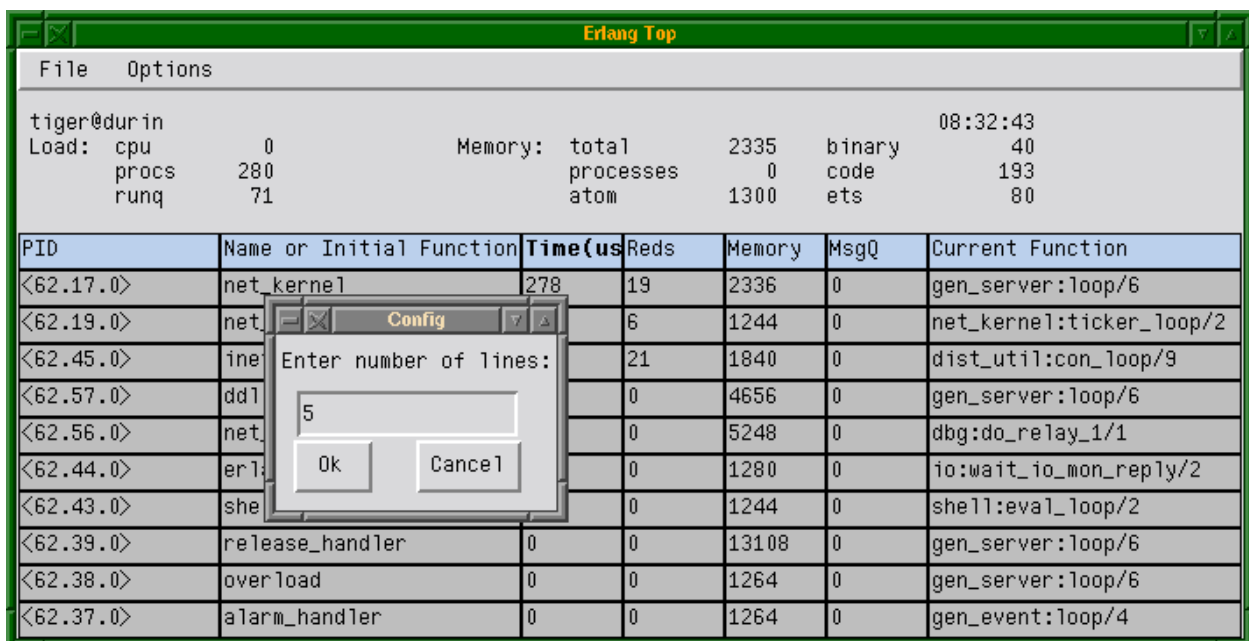 Erlang Top
File Options
tiger@durin 08:32:43
Load: cpu 0 Memory: total 2335 binary 40
procs 280 processes 0 code 193
runq 71 atom 1300 ets 80
PID Name or Initial Function Time(us Reds Memory MsgQ Current Function
<62.17.0> net_kernel 278 19 2336 0 gen_server:loop/6
<62.19.0> net_ 6 1244 0 net_kernel:ticker_loop/2
<62.45.0> ine 21 1840 0 dist_util:con_loop/9
<62.57.0> ddl 0 4656 0 gen_server:loop/6
<62.56.0> net_ 0 5248 0 dbg:do_relay_1/1
<62.44.0> erl 0 1280 0 io:wait_io_mon_reply/2
<62.43.0> she 0 1244 0 shell:eval_loop/2
<62.39.0> release_handler 0 0 13108 0 gen_server:loop/6
<62.38.0> overload 0 0 1264 0 gen_server:loop/6
<62.37.0> alarm_handler 0 0 1264 0 gen_event:loop/4
Config
Enter number of lines:
5
Ok Cancel